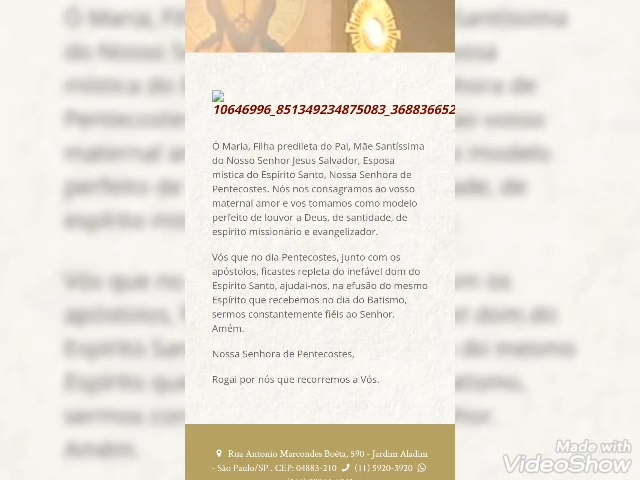 10646996_851349234875083_368836652
Ó Maria, Filha predileta do Pai, Mãe Santíssima
do Nosso Senhor Jesus Salvador, Esposa
mística do Espírito Santo, Nossa Senhora de
Pentecostes. Nós nos consagramos ao vosso
maternal amor e vos tomamos como modelo
perfeito de louvor a Deus, de santidade, de
espírito missionário e evangelizador.
Vós que no dia Pentecostes, junto com os
apóstolos, ficastes repleta do inefável dom do
Espírito Santo, ajudai-nos, na efusão do mesmo
Espírito que recebemos no dia do Batismo,
sermos constantemente fiéis ao Senhor.
Amém.
Nossa Senhora de Pentecostes,
Rogai por nós que recorremos a Vós.
Rua Antonio Marcondes Boêta, 590 - Jardim Aladim
- São Paulo/SP . CEP: 04883-210 (11) 5920-3920
Made with
VideoShow